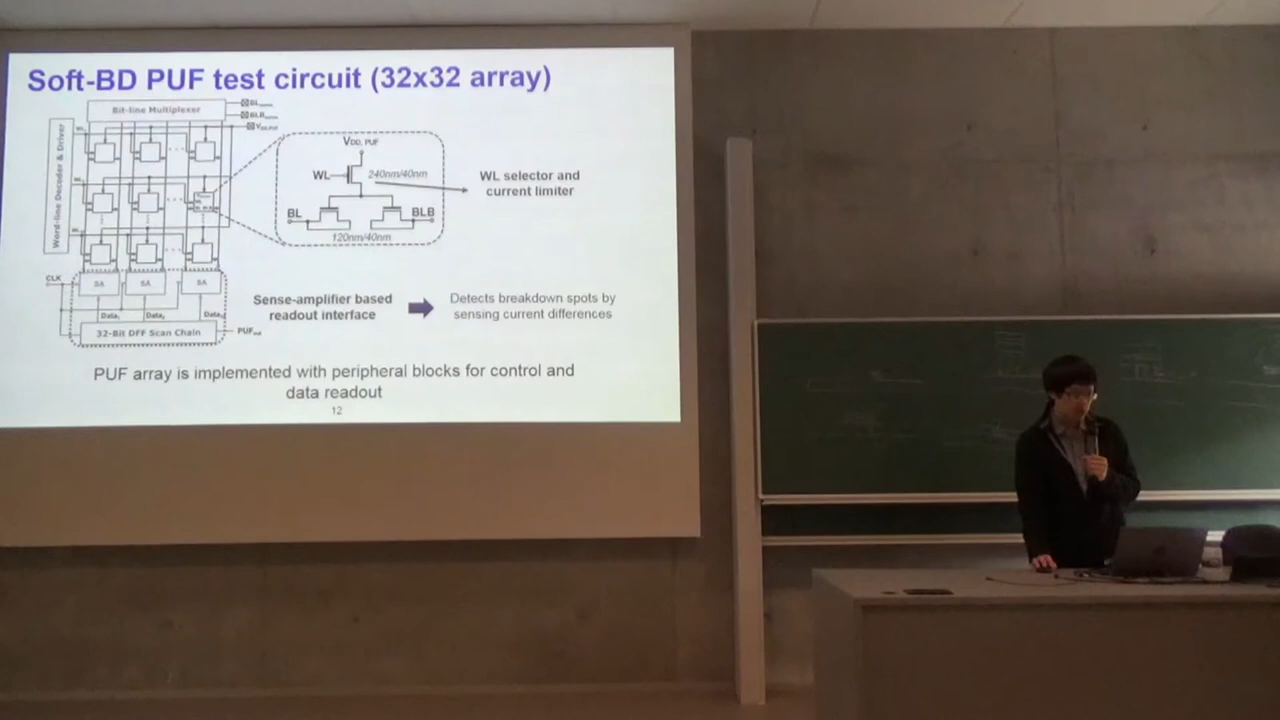 Soft-BD PUF test circuit (32x32 array)
Bit-line Multiplexer
Word-line Decoder & Driver
VDD, PUF
WL
240nm/40nm
WL selector and
current limiter
BL
BLB
120nm/40nm
CLK
SA
SA
SA
Sense-amplifier based
readout interface
Detects breakdown spots by
sensing current differences
32-Bit DFF Scan Chain
PUF array is implemented with peripheral blocks for control and
data readout
12